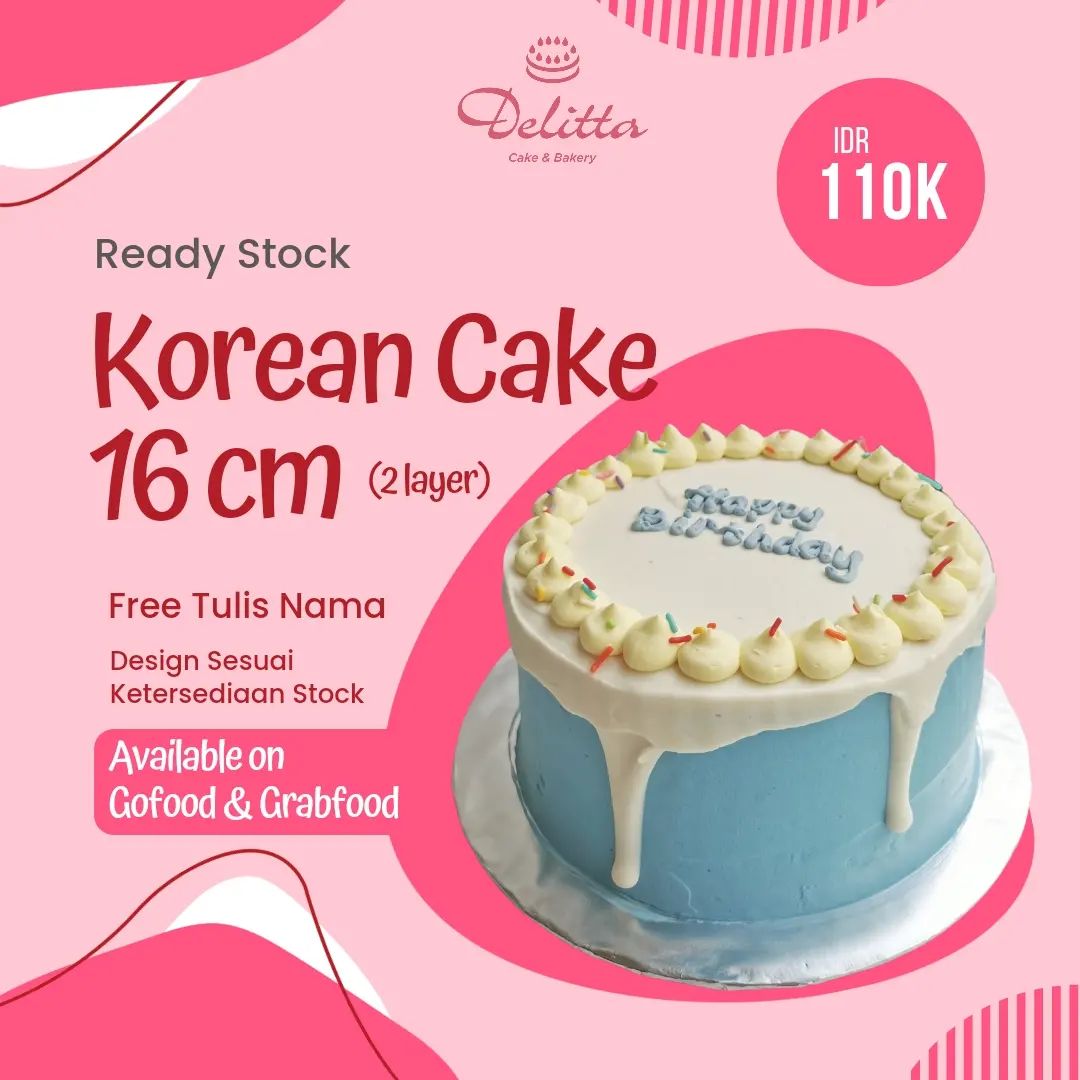 Delitta
Cake & Bakery
IDR
110K
Ready Stock
Korean Cake
16 cm (2 layer)
Happy
Birthday
Free Tulis Nama
Design Sesuai
Ketersediaan Stock
Available on
Gofood & Grabfood